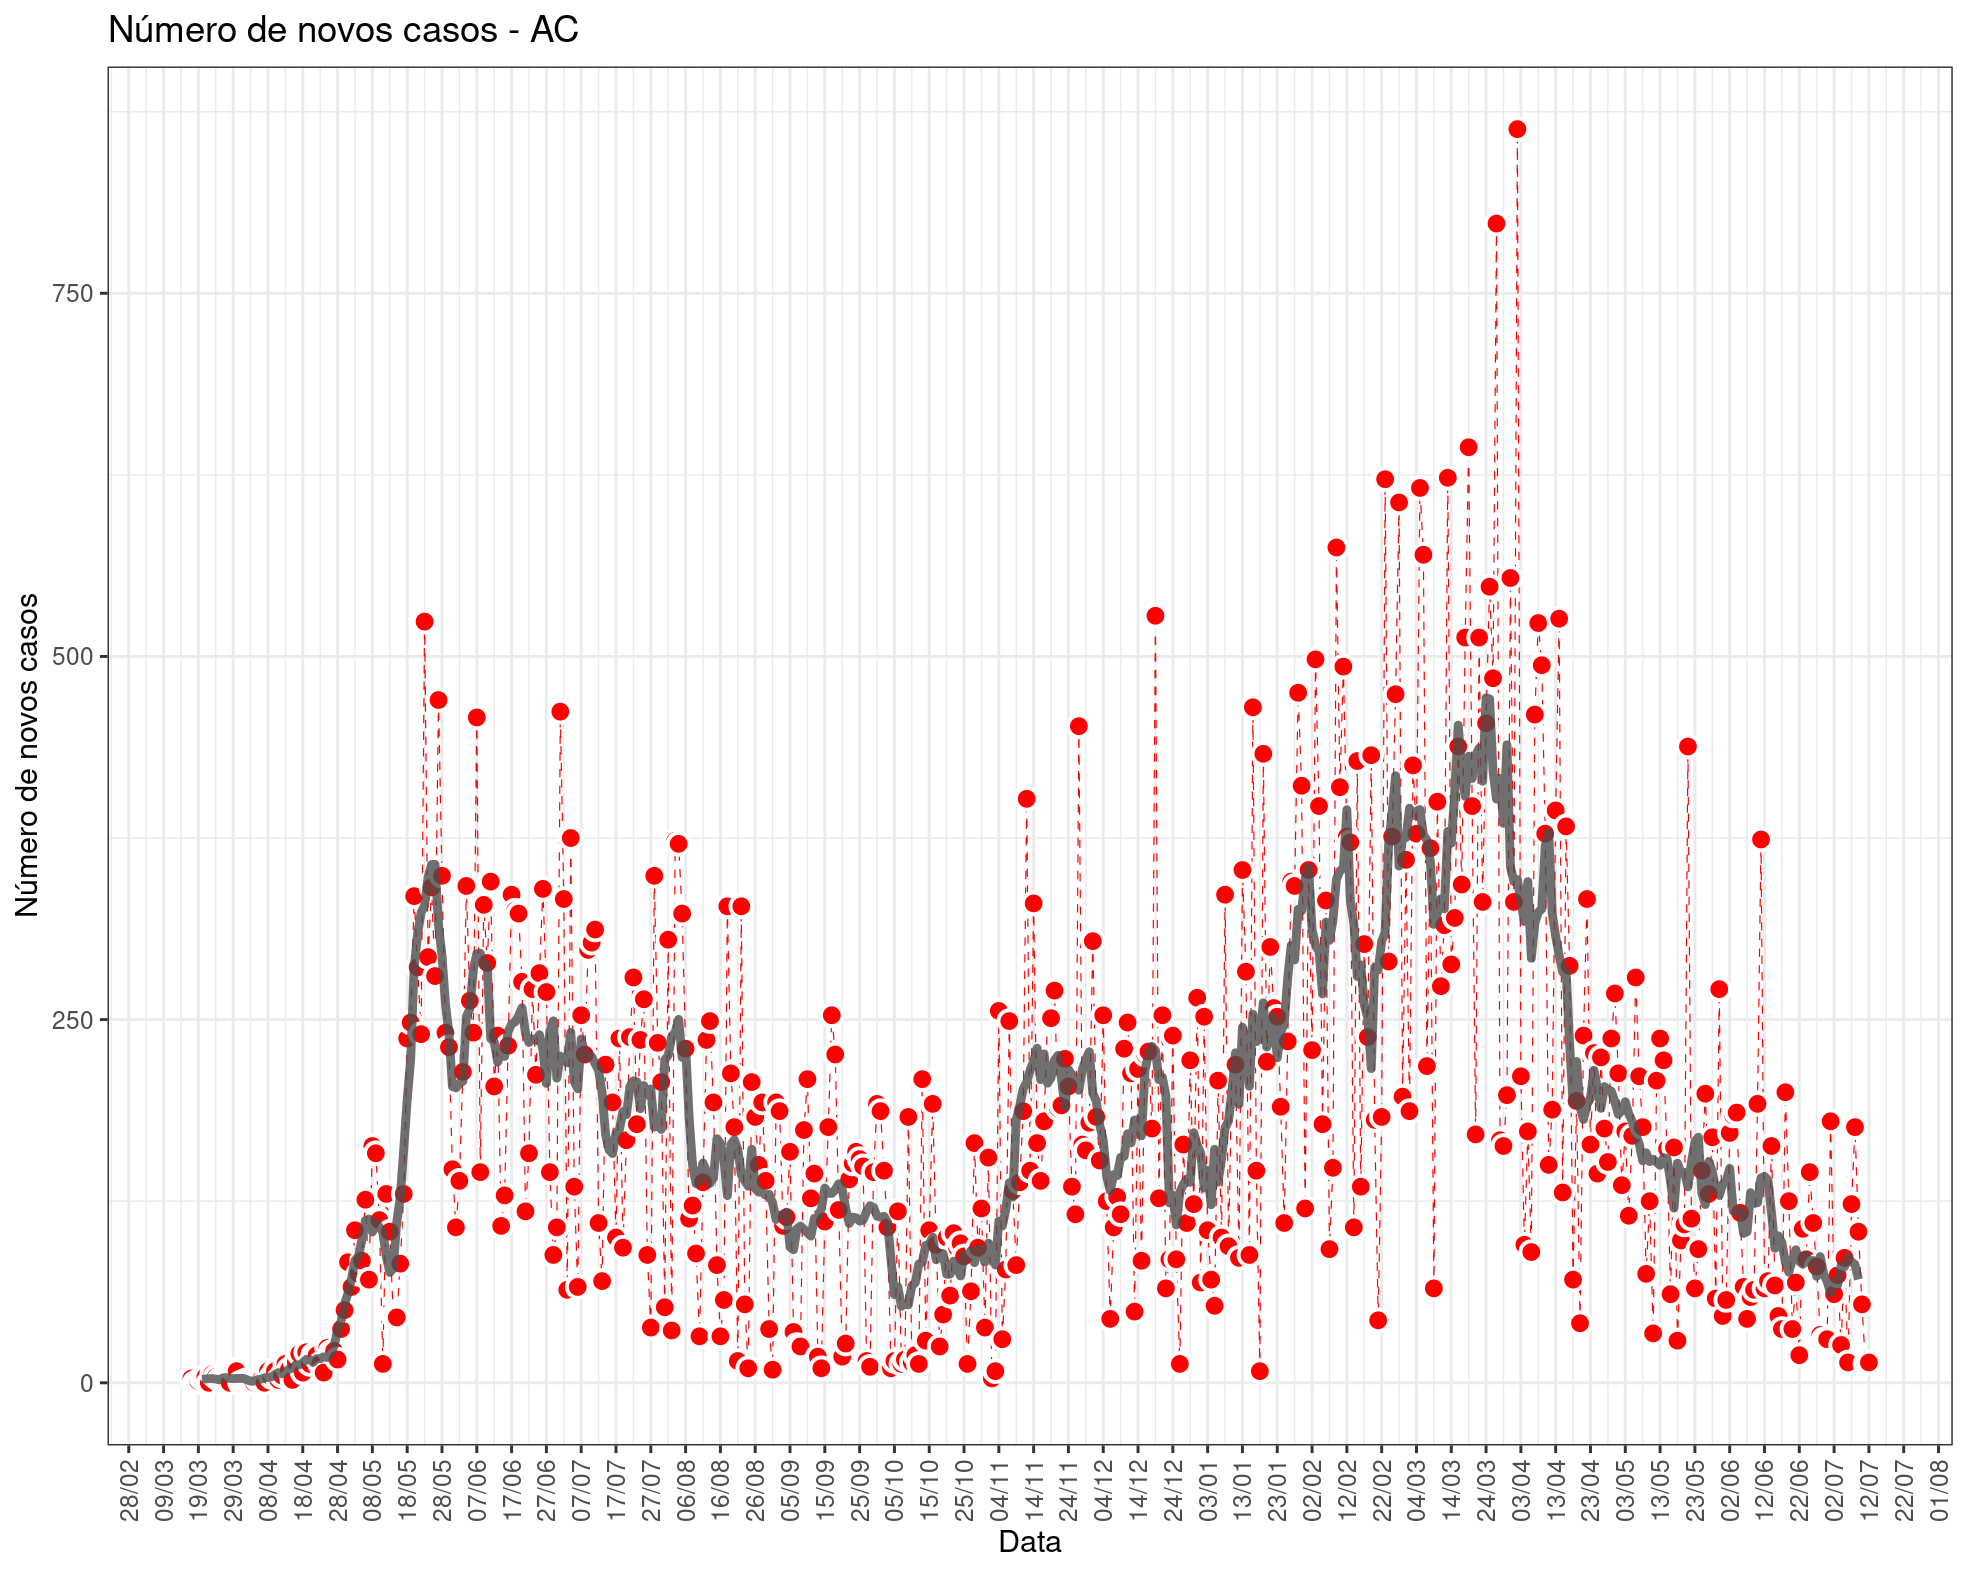 Número de novos casos - AC
Número de novos casos
750
500
250
0
28/02 09/03 19/03 29/03 08/04 18/04 28/04 08/05 18/05 28/05 07/06 17/06 27/06 07/07 17/07 27/07 06/08 16/08 26/08 05/09 15/09 25/09 05/10 15/10 25/10 04/11 14/11 24/11 04/12 14/12 24/12 03/01 13/01 23/01 02/02 12/02 22/02 04/03 14/03 24/03 03/04 13/04 23/04 03/05 13/05 23/05 02/06 12/06 22/06 02/07 12/07 22/07 01/08
Data